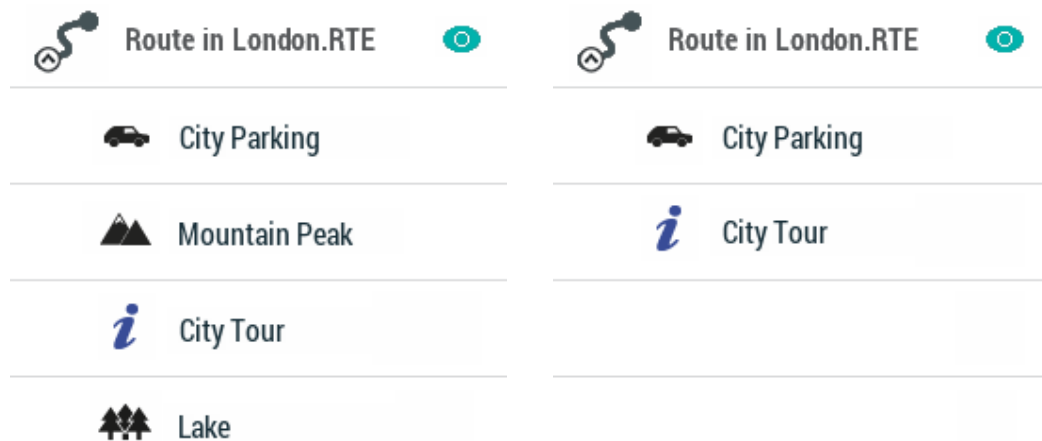 Route in London.RTE
City Parking
Mountain Peak
City Tour
Lake
Route in London.RTE
City Parking
City Tour